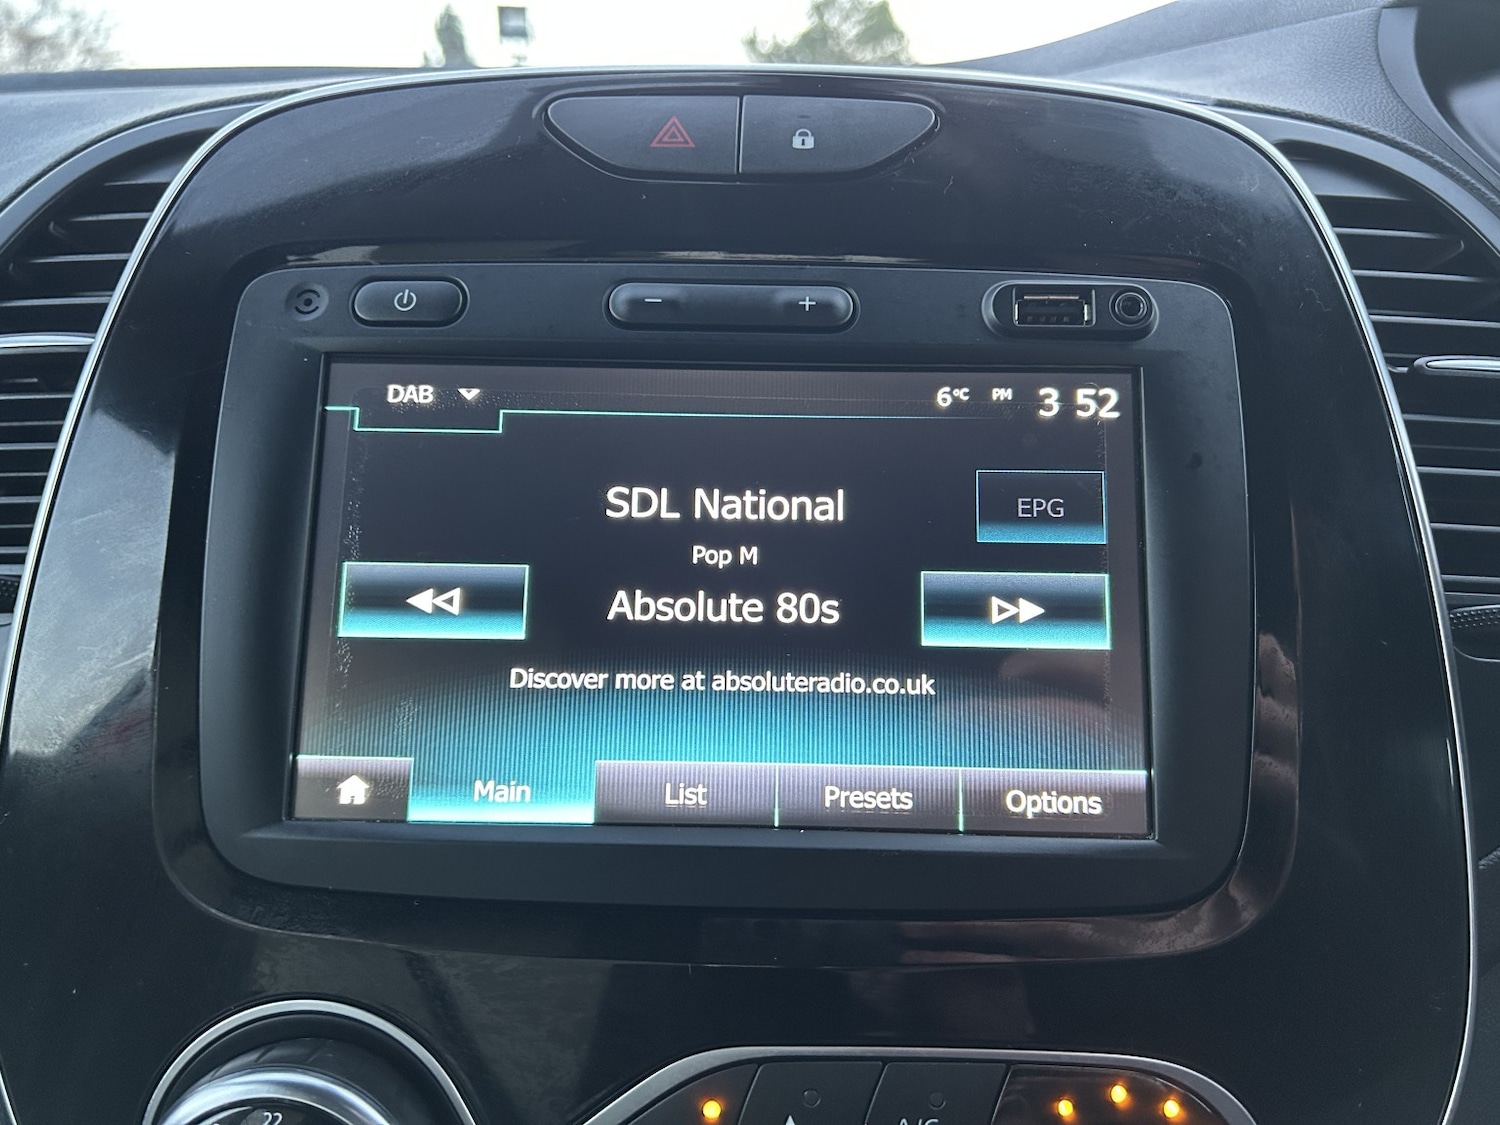 DAB
6°C PM 3 52
SDL National
EPG
Pop M
Absolute 80s
Discover more at absoluteradio.co.uk
Main List Presets Options
22
A/C